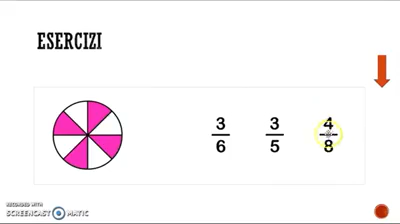 ESERCIZI
3 3 4
6 5 8
RECORDED WITH
SCREENCAST MATIC